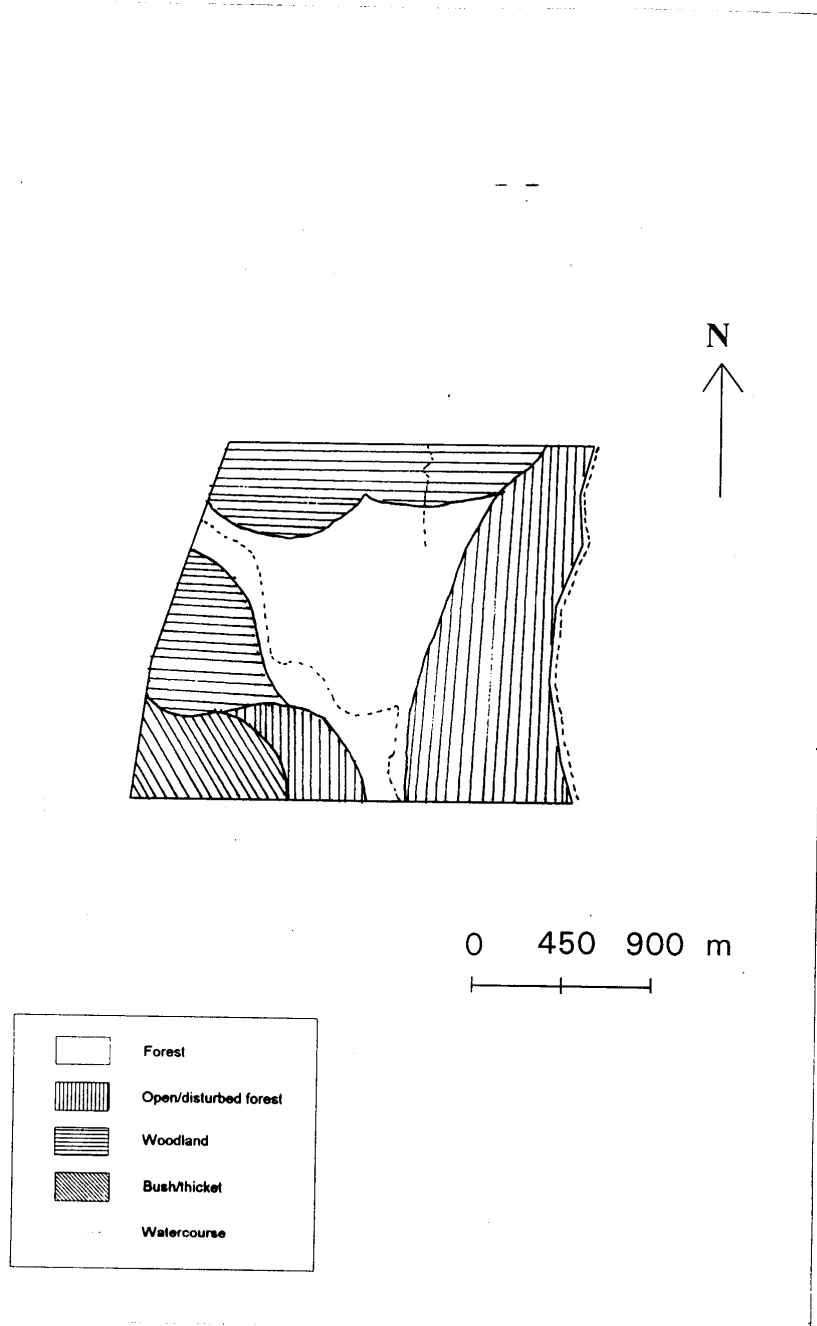 N
0 450 900 m
Forest
Open/disturbed forest
Woodland
Bush/thicket
Watercourse